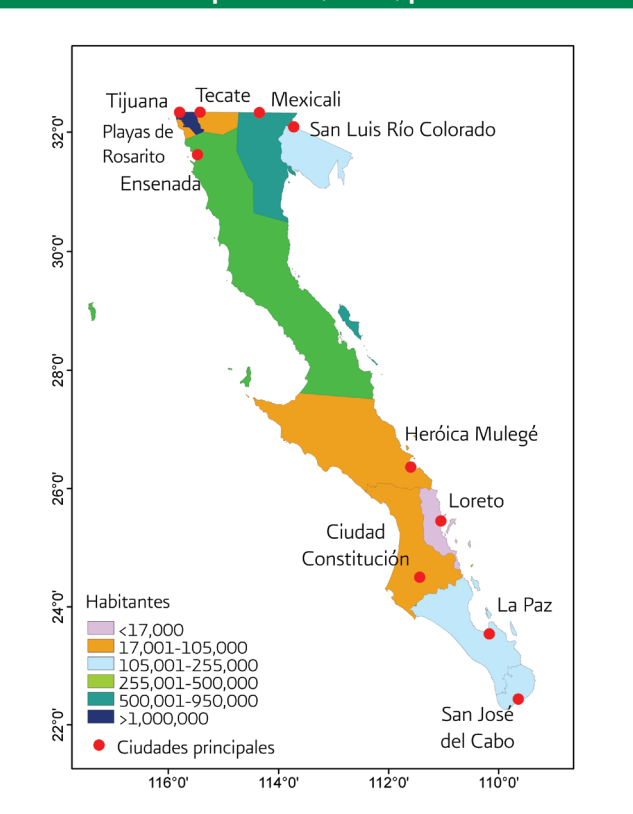 Tijuana
Tecate
Mexicali
San Luis Río Colorado
Playas de
Rosarito
Ensenada
32°0'
30°0'
28°0'
26°0'
24°0'
22°0'
Heróica Mulegé
Loreto
Ciudad
Constitución
La Paz
San José
del Cabo
Habitantes
<17,000
17,001-105,000
105,001-255,000
255,001-500,000
500,001-950,000
>1,000,000
Ciudades principales
116°0'
114°0'
112°0'
110°0'